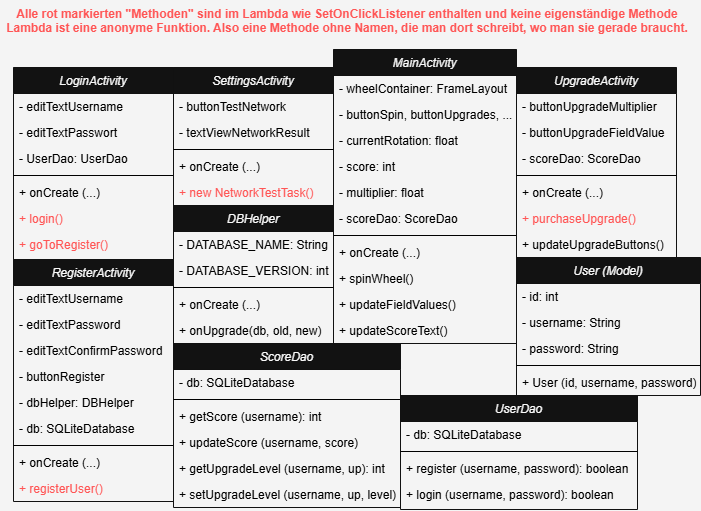 Alle rot markierten "Methoden" sind im Lambda wie SetOnClickListener enthalten und keine eigenständige Methode
Lambda ist eine anonyme Funktion. Also eine Methode ohne Namen, die man dort schreibt, wo man sie gerade braucht.
LoginActivity
- editTextUsername
- editTextPasswort
- UserDao: UserDao
+ onCreate (...)
+ login()
+ goToRegister()
SettingsActivity
- buttonTestNetwork
- textViewNetworkResult
+ onCreate (...)
+ new NetworkTestTask()
MainActivity
- wheelContainer: FrameLayout
- buttonSpin, buttonUpgrades, ...
- currentRotation: float
- score: int
- multiplier: float
- scoreDao: ScoreDao
+ onCreate (...)
+ spinWheel()
+ updateFieldValues()
+ updateScoreText()
UpgradeActivity
- buttonUpgradeMultiplier
- buttonUpgradeFieldValue
- scoreDao: ScoreDao
+ onCreate (...)
+ purchaseUpgrade()
+ updateUpgradeButtons()
DBHelper
- DATABASE_NAME: String
- DATABASE_VERSION: int
+ onCreate (...)
+ onUpgrade(db, old, new)
RegisterActivity
- editTextUsername
- editTextPassword
- editTextConfirmPassword
- buttonRegister
- dbHelper: DBHelper
- db: SQLiteDatabase
+ onCreate (...)
+ registerUser()
User (Model)
- id: int
- username: String
- password: String
+ User (id, username, password)
ScoreDao
- db: SQLiteDatabase
+ getScore (username): int
+ updateScore (username, score)
+ getUpgradeLevel (username, up): int
+ setUpgradeLevel (username, up, level)
UserDao
- db: SQLiteDatabase
+ register (username, password): boolean
+ login (username, password): boolean